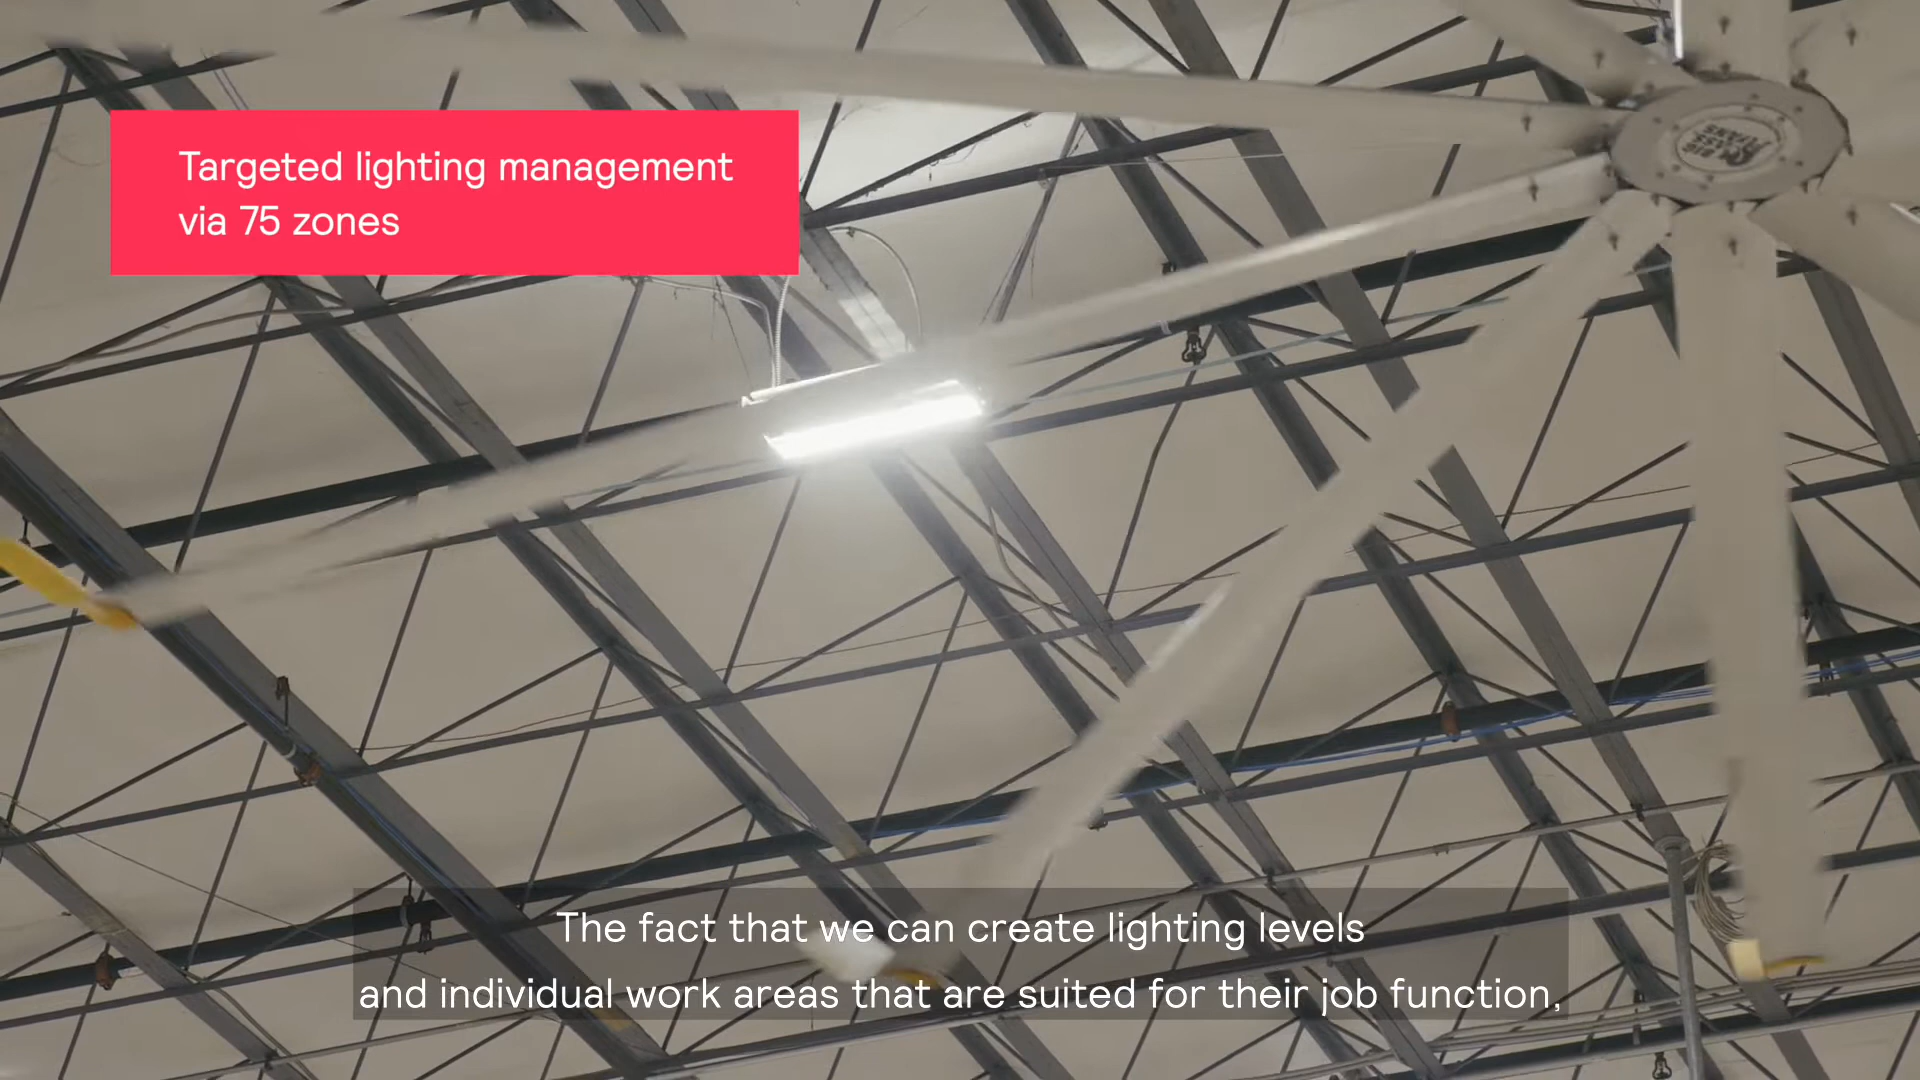 Targeted lighting management
via 75 zones
The fact that we can create lighting levels
and individual work areas that are suited for their job function,